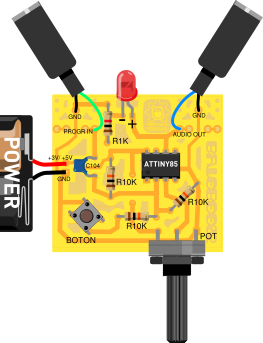 GND
PROGR-IN
GND
AUDIO OUT
R1K
+3V/ +5V
C104
ATTINY85
POWER
GND
R10K
R10K
R10K
BOTON
POT